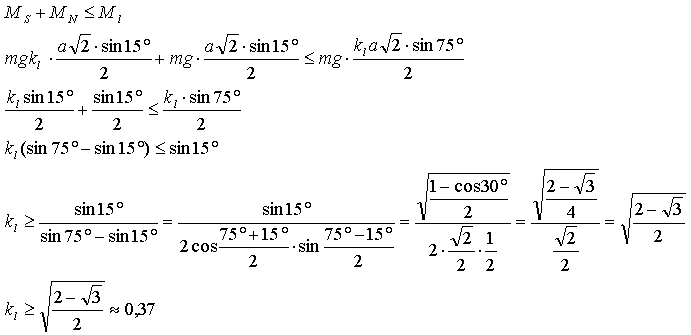 M_S + M_N ≤ M_l
mgk_l · (a√2 · sin15°)/2 + mg · (a√2 · sin15°)/2 ≤ mg · (k_l a√2 · sin75°)/2
(k_l sin15°)/2 + (sin15°)/2 ≤ (k_l · sin75°)/2
k_l (sin 75° − sin15°) ≤ sin15°
k_l ≥ (sin15°)/(sin75° − sin15°) = (sin15°)/(2cos((75° + 15°)/2) · sin((75° − 15°)/2)) = (√((1 − cos30°)/2))/(2 · (√2)/2 · 1/2) = (√((2 − √3)/4))/((√2)/2) = √((2 − √3)/2)
k_l ≥ √((2 − √3)/2) ≈ 0,37